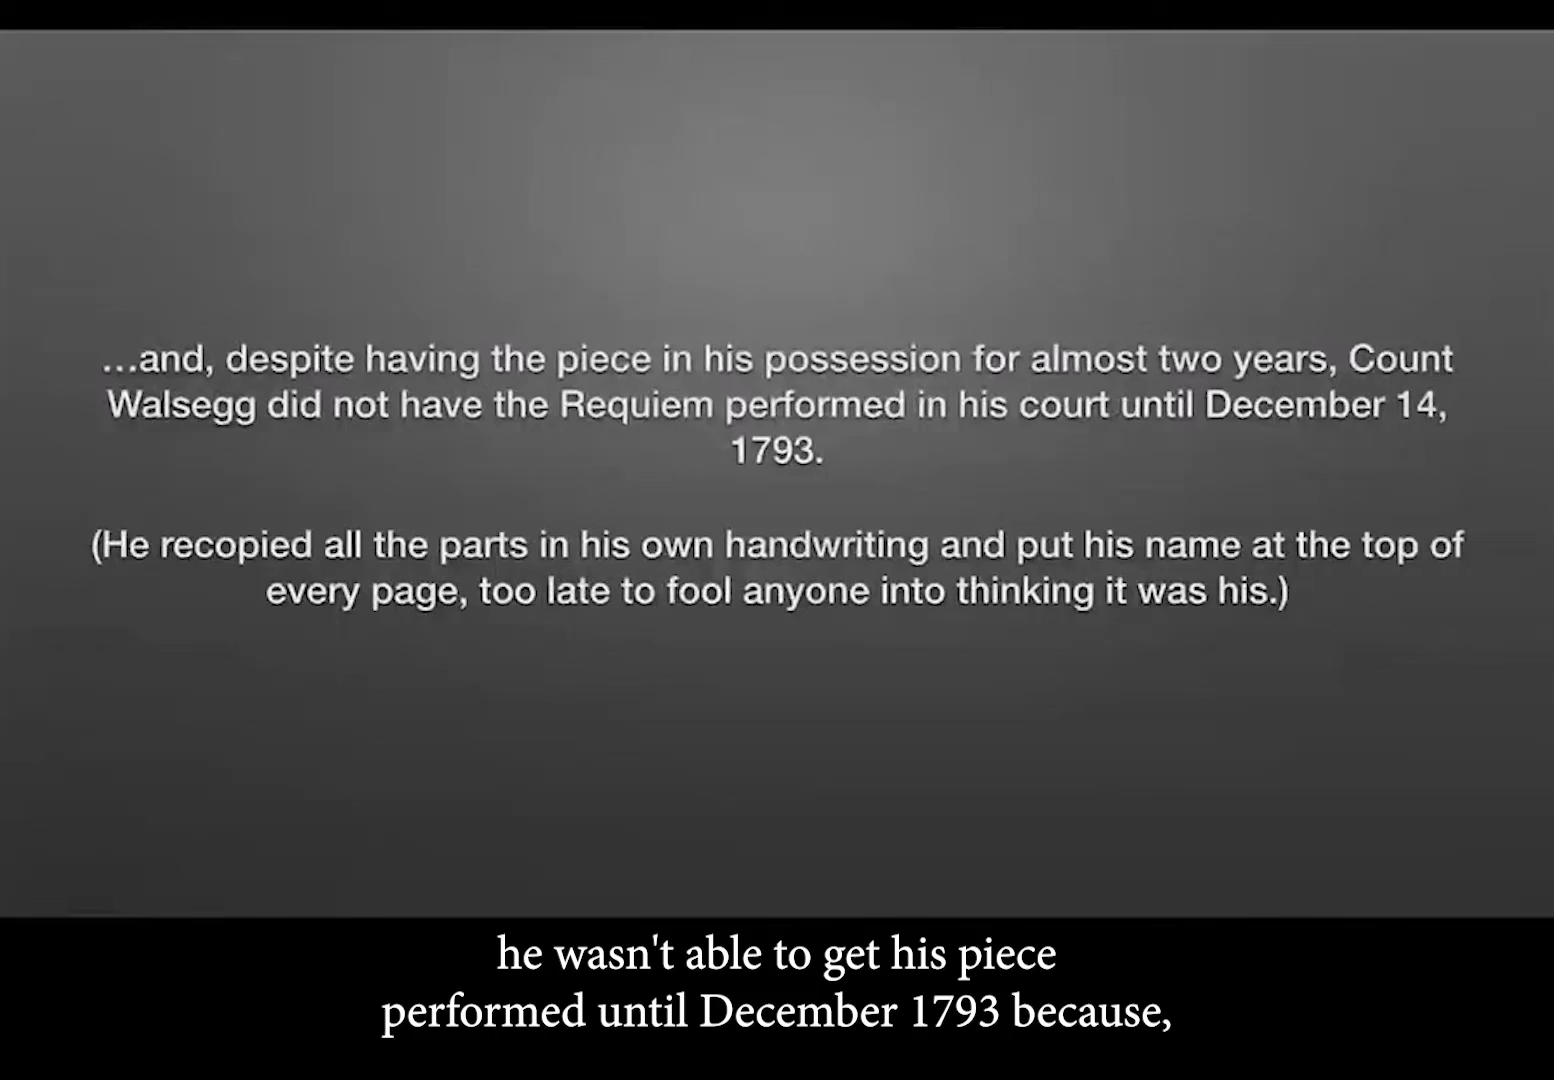 ...and, despite having the piece in his possession for almost two years, Count
Walsegg did not have the Requiem performed in his court until December 14,
1793.
(He recopied all the parts in his own handwriting and put his name at the top of
every page, too late to fool anyone into thinking it was his.)
he wasn't able to get his piece
performed until December 1793 because,